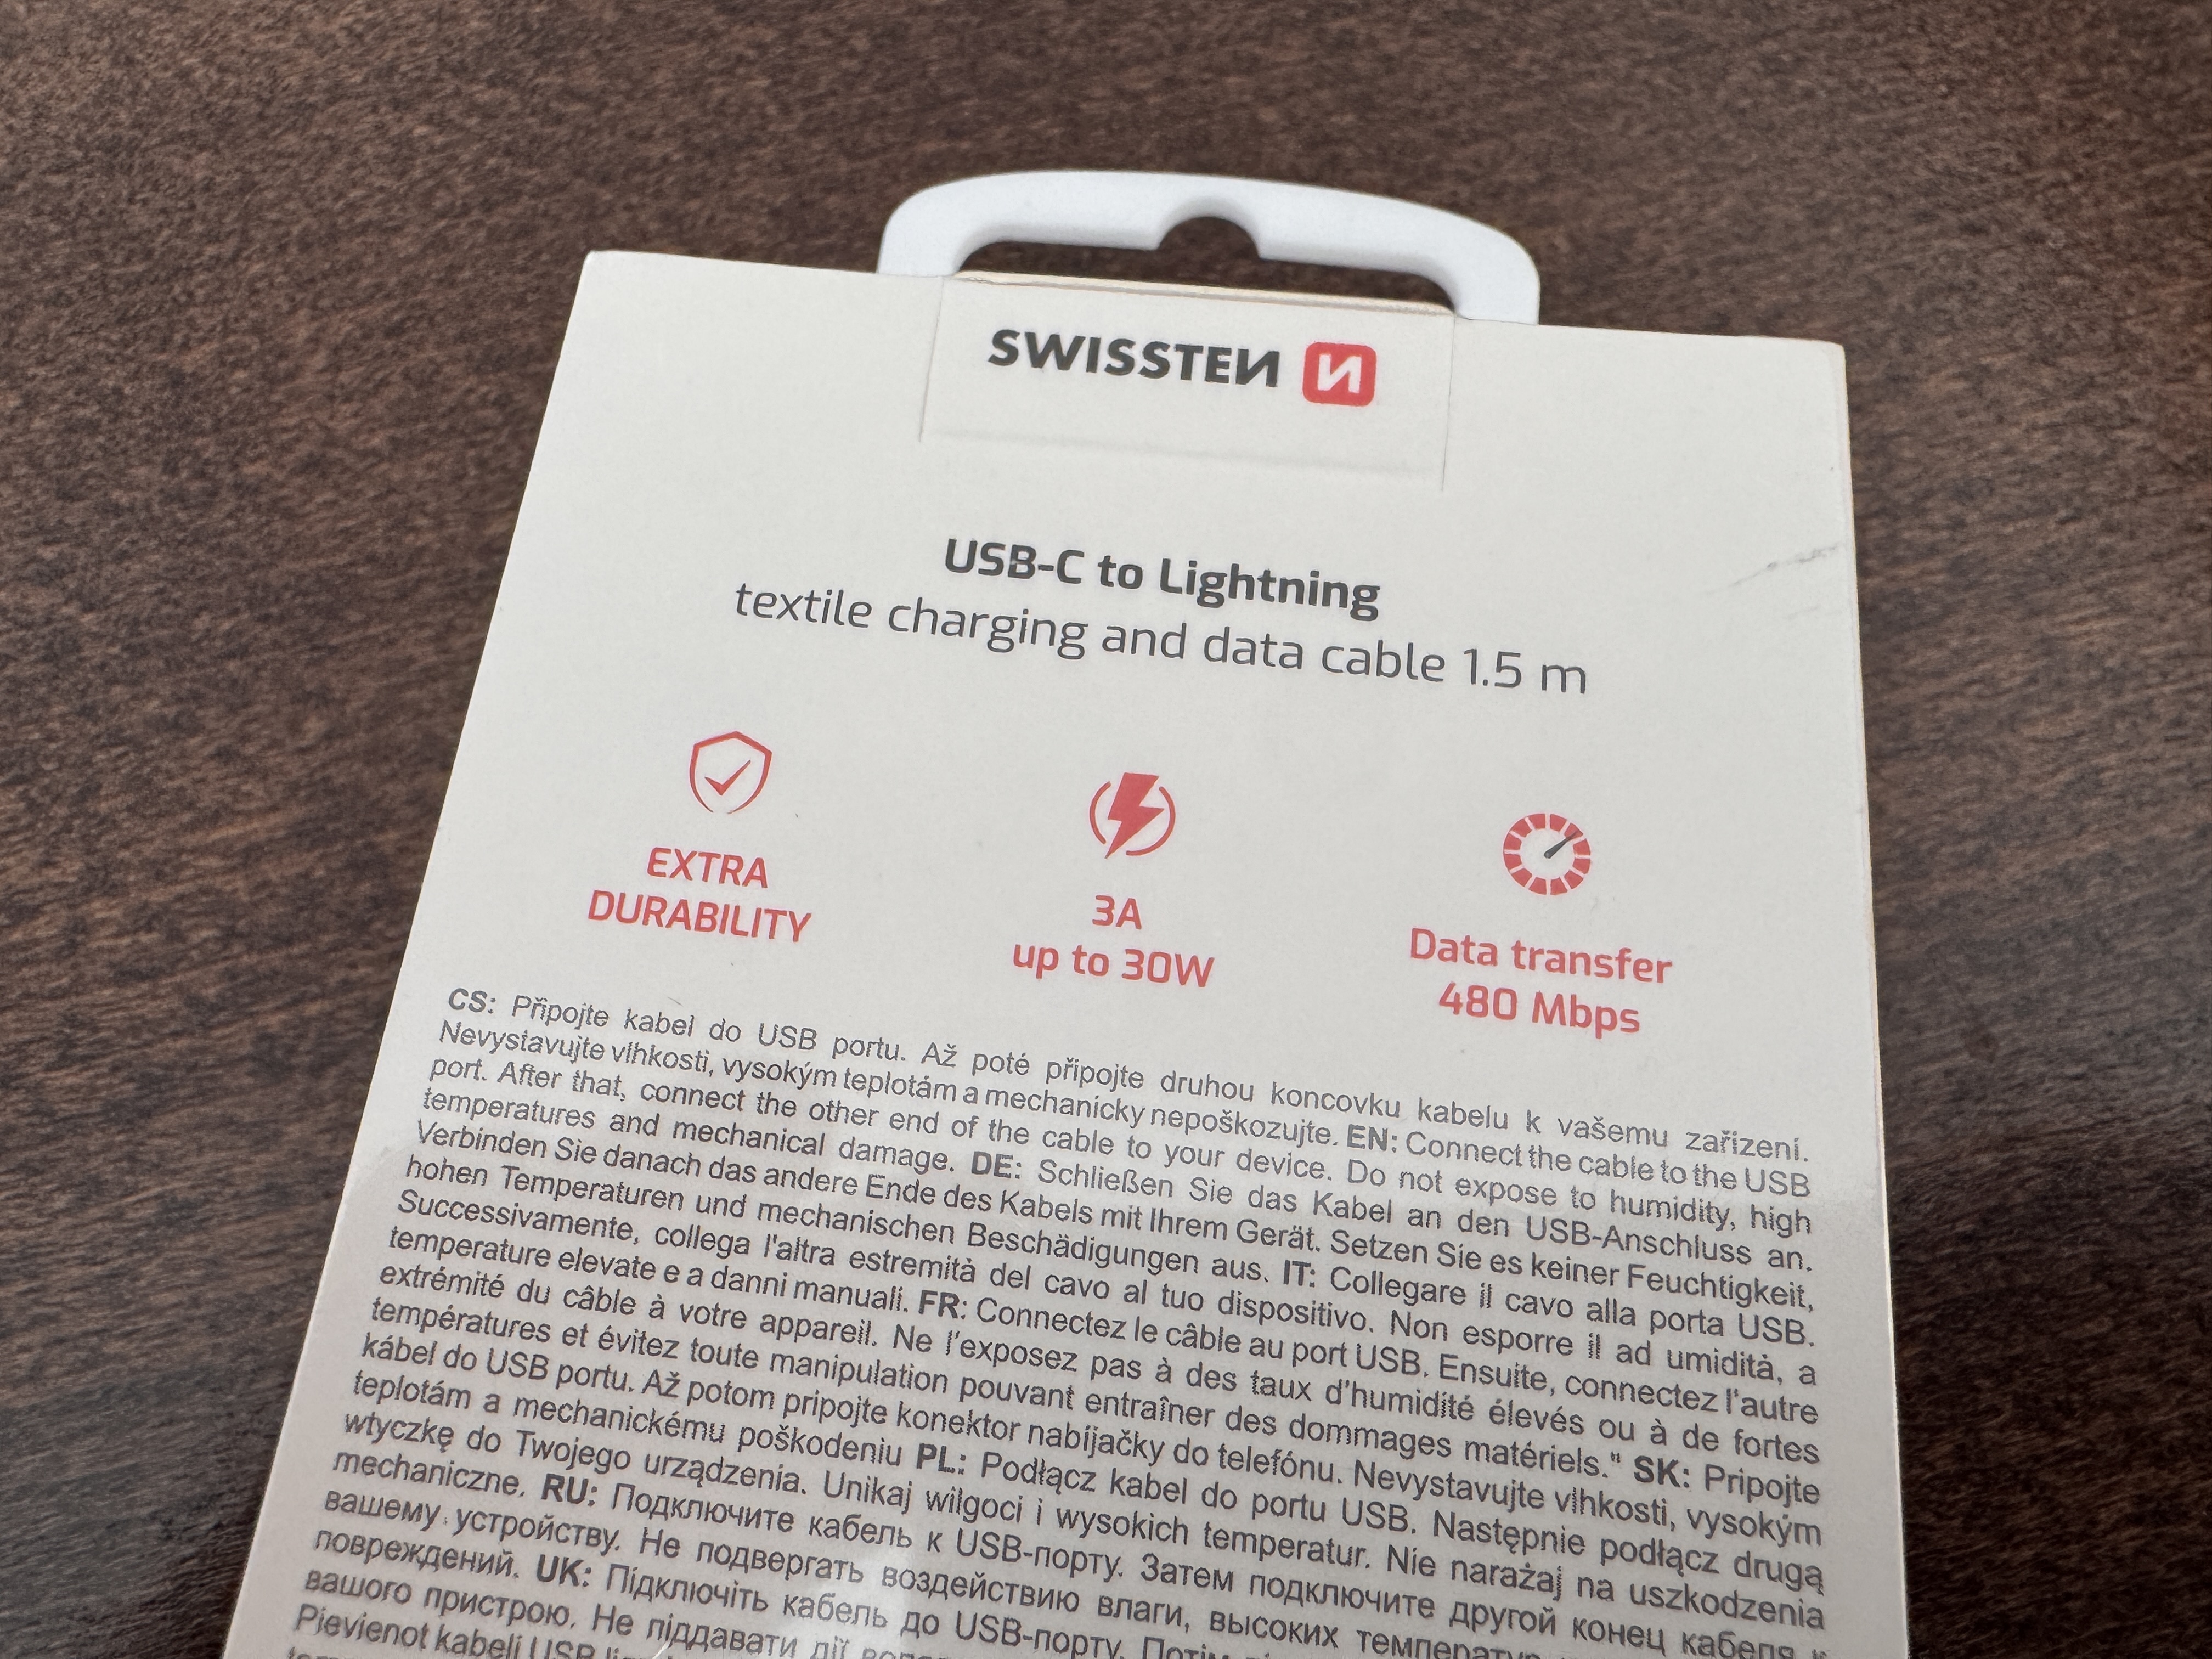 SWISSTEN N
USB-C to Lightning
textile charging and data cable 1.5 m
EXTRA
DURABILITY
3A
up to 30W
Data transfer
480 Mbps
CS: Připojte kabel do USB portu. Až poté připojte druhou koncovku kabelu k vašemu zařízení.
Nevystavujte vlhkosti, vysokým teplotám a mechanicky nepoškozujte. EN: Connect the cable to the USB
port. After that, connect the other end of the cable to your device. Do not expose to humidity, high
temperatures and mechanical damage. DE: Schließen Sie das Kabel an den USB-Anschluss an.
Verbinden Sie danach das andere Ende des Kabels mit Ihrem Gerät. Setzen Sie es keiner Feuchtigkeit,
hohen Temperaturen und mechanischen Beschädigungen aus. IT: Collegare il cavo alla porta USB.
Successivamente, collega l'altra estremità del cavo al tuo dispositivo. Non esporre il ad umidità, a
temperature elevate e a danni manuali. FR: Connectez le câble au port USB. Ensuite, connectez l'autre
extrémité du câble à votre appareil. Ne l'exposez pas à des taux d'humidité élevés ou à de fortes
températures et évitez toute manipulation pouvant entraîner des dommages matériels." SK: Pripojte
kábel do USB portu. Až potom pripojte konektor nabíjačky do telefónu. Nevystavujte vlhkosti, vysokým
teplotám a mechanickému poškodeniu PL: Podłącz kabel do portu USB. Następnie podłącz drugą
wtyczkę do Twojego urządzenia. Unikaj wilgoci i wysokich temperatur. Nie narażaj na uszkodzenia
mechaniczne. RU: Подключите кабель к USB-порту. Затем подключите другой конец кабеля к
вашему устройству. Не подвергать воздействию влаги, высоких
повреждений. UK: Підключіть кабель до USB-порту. Потім
вашого пристрою. Не піддавати дії
Pievienot kabeli USB